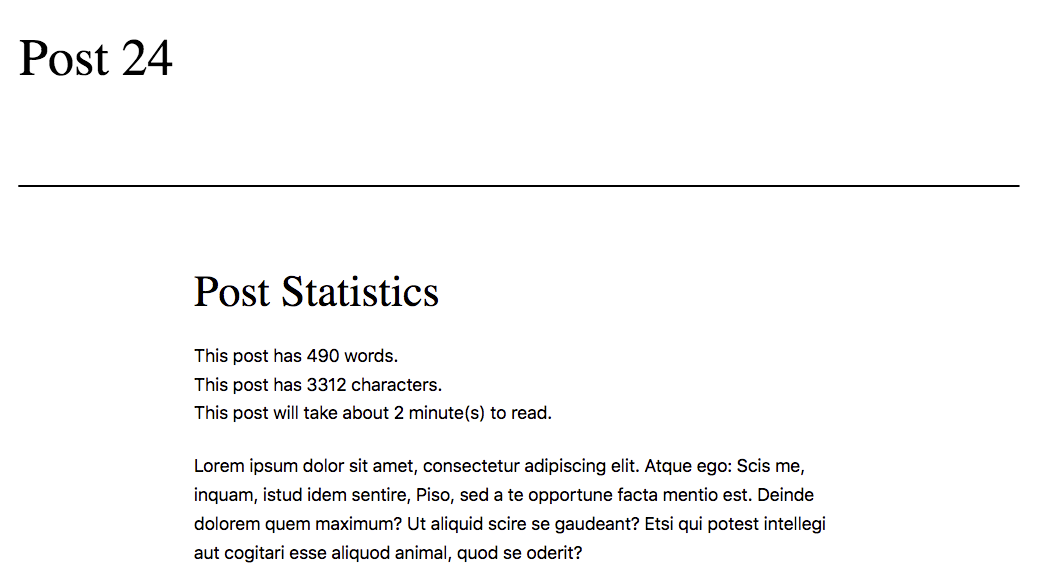 Post 24
Post Statistics
This post has 490 words.
This post has 3312 characters.
This post will take about 2 minute(s) to read.
Lorem ipsum dolor sit amet, consectetur adipiscing elit. Atque ego: Scis me,
inquam, istud idem sentire, Piso, sed a te opportune facta mentio est. Deinde
dolorem quem maximum? Ut aliquid scire se gaudeant? Etsi qui potest intellegi
aut cogitari esse aliquod animal, quod se oderit?